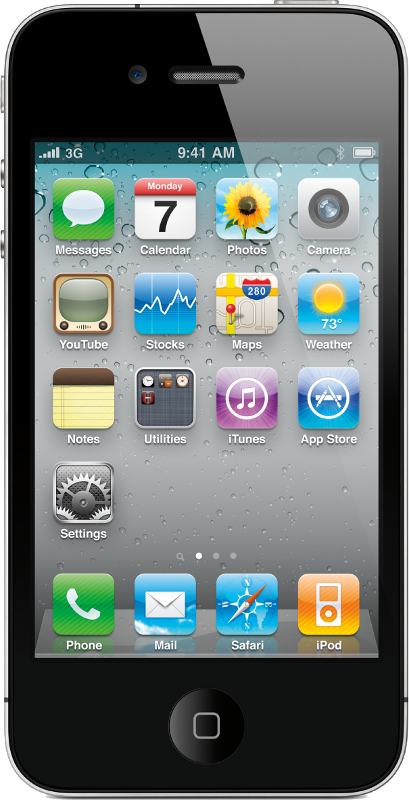 3G 9:41 AM
Monday
7
280
73°
Messages Calendar Photos Camera
YouTube Stocks Maps Weather
Notes Utilities iTunes App Store
Settings
Phone Mail Safari iPod